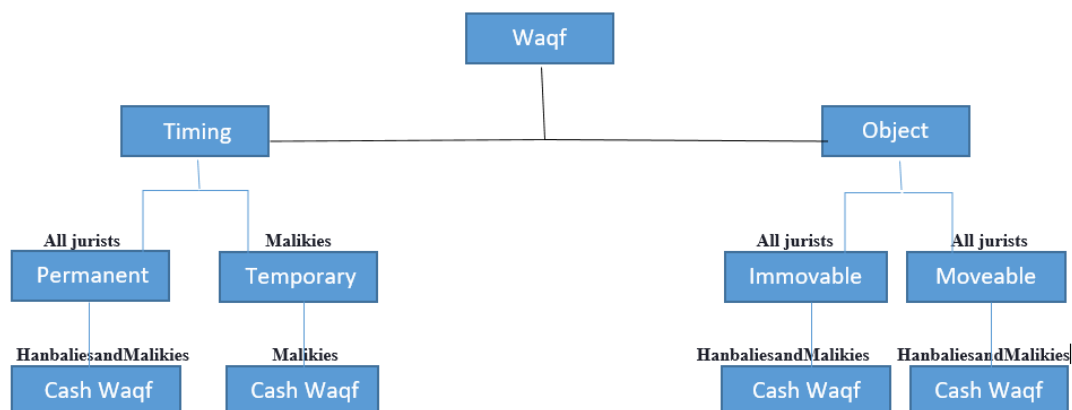 Waqf
Timing
Object
All jurists
Malikies
All jurists
All jurists
Permanent
Temporary
Immovable
Moveable
HanbaliesandMalikies
Malikies
HanbaliesandMalikies
HanbaliesandMalikies
Cash Waqf
Cash Waqf
Cash Waqf
Cash Waqf